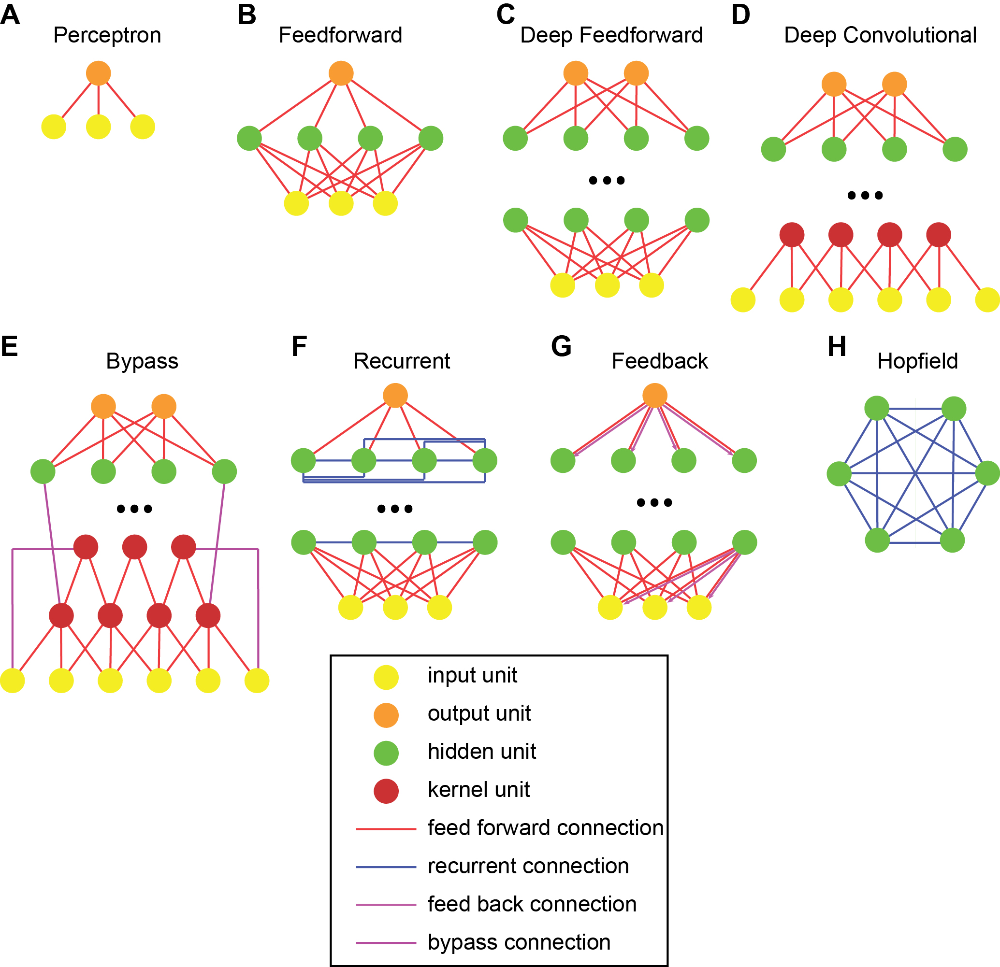 A
Perceptron
B
Feedforward
C
Deep Feedforward
D
Deep Convolutional
E
Bypass
F
Recurrent
G
Feedback
H
Hopfield
input unit
output unit
hidden unit
kernel unit
feed forward connection
recurrent connection
feed back connection
bypass connection